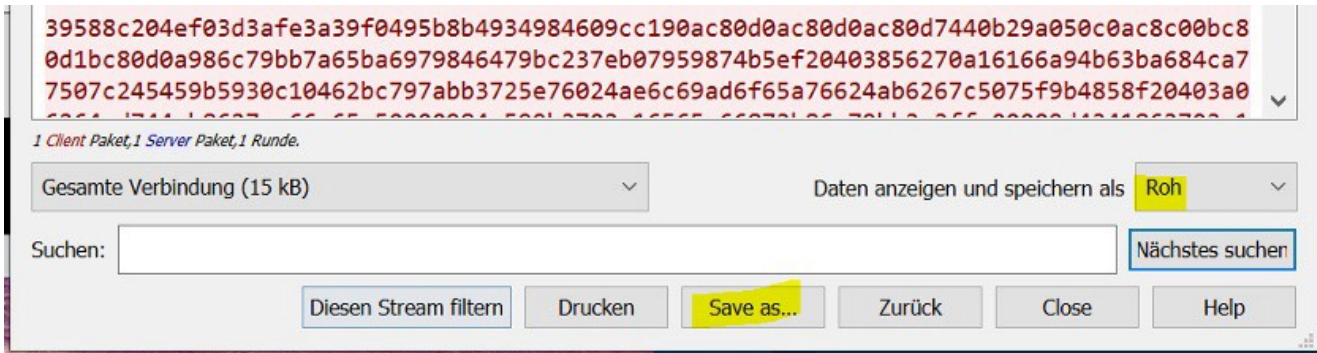 39588c204ef03d3afe3a39f0495b8b4934984609cc190ac80d0ac80d0ac80d7440b29a050c0ac8c00bc8
0d1bc80d0a986c79bb7a65ba6979846479bc237eb07959874b5ef20403856270a16166a94b63ba684ca7
7507c245459b5930c10462bc797abb3725e76024ae6c69ad6f65a76624ab6267c5075f9b4858f20403a0
1 Client Paket,1 Server Paket,1 Runde.
Gesamte Verbindung (15 kB) Daten anzeigen und speichern als Roh
Suchen: Nächstes suchen
Diesen Stream filtern Drucken Save as... Zurück Close Help